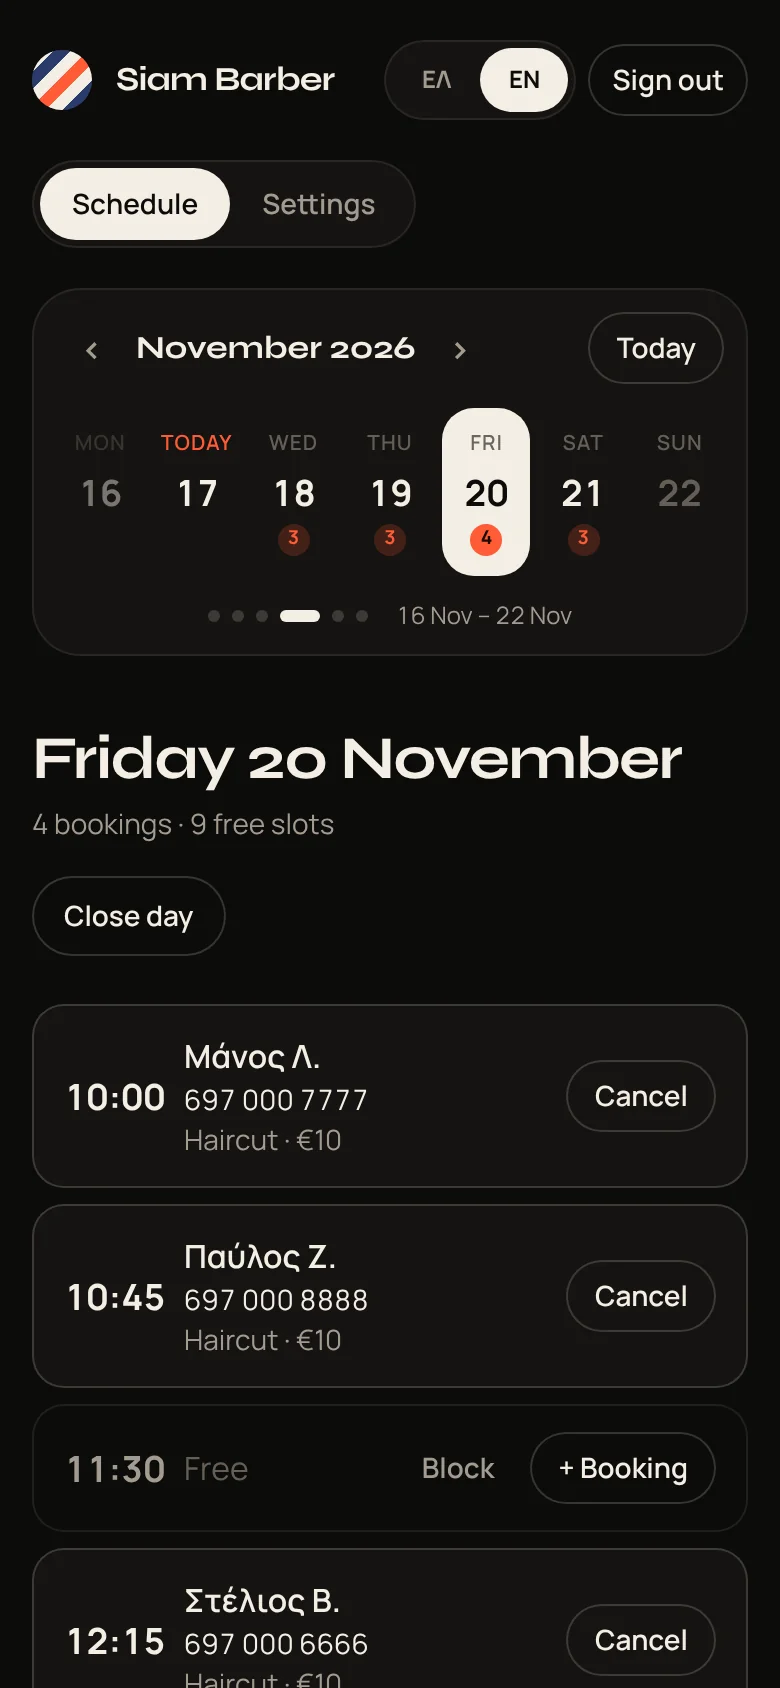 Siam Barber ΕΛ EN Sign out
Schedule Settings
‹ November 2026 › Today
MON TODAY WED THU FRI SAT SUN
16 17 18 19 20 21 22
3 3 4 3
16 Nov – 22 Nov
Friday 20 November
4 bookings · 9 free slots
Close day
Μάνος Λ.
10:00 697 000 7777 Cancel
Haircut · €10
Παύλος Ζ.
10:45 697 000 8888 Cancel
Haircut · €10
11:30 Free Block + Booking
Στέλιος Β.
12:15 697 000 6666 Cancel
Haircut · €10